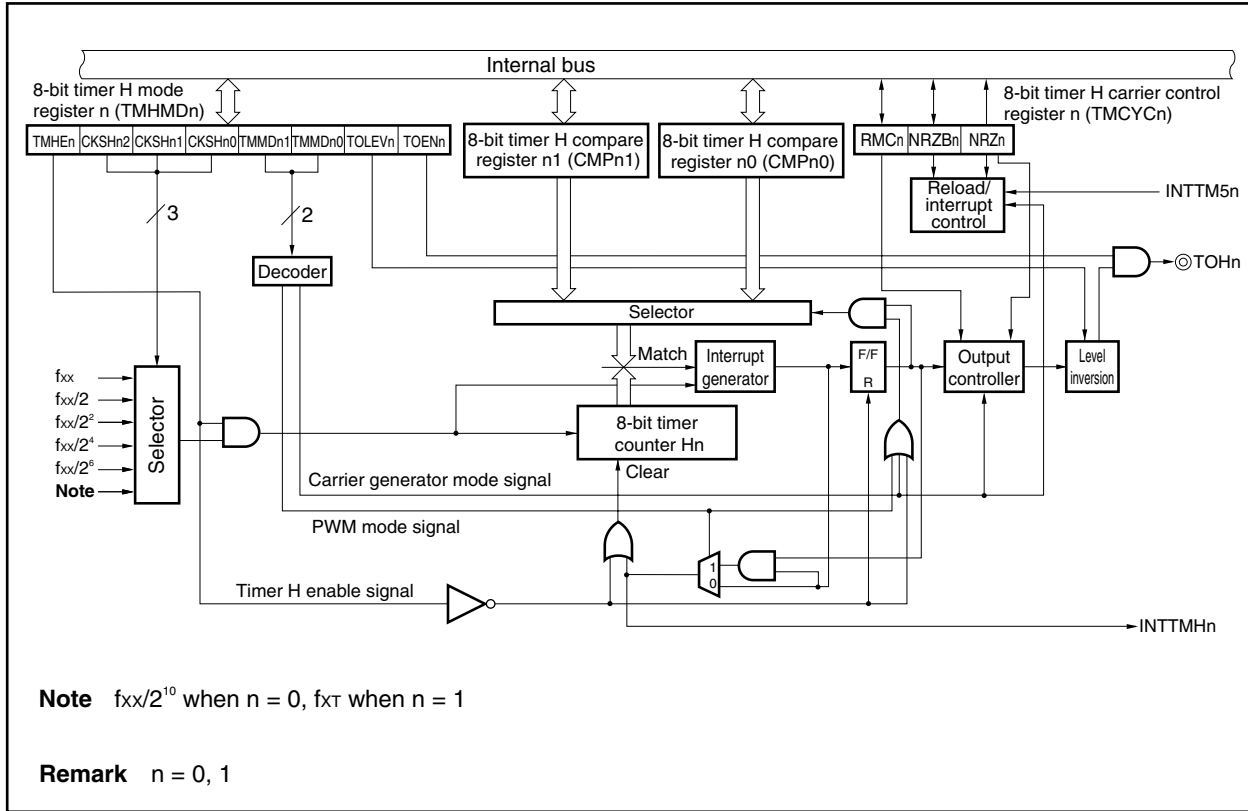 Internal bus
8-bit timer H mode
register n (TMHMDn)
8-bit timer H carrier control
register n (TMCYCn)
TMHEn CKSHn2 CKSHn1 CKSHn0 TMMDn1 TMMDn0 TOLEVn TOENn
8-bit timer H compare
register n1 (CMPn1)
8-bit timer H compare
register n0 (CMPn0)
RMCn NRZBn NRZn
Reload/
interrupt
control
INTTM5n
3
2
Decoder
TOHn
Selector
Match
Interrupt
generator
F/F
R
Output
controller
Level
inversion
fxx
fxx/2
fxx/2²
fxx/2⁴
fxx/2⁶
Note
Selector
8-bit timer
counter Hn
Clear
Carrier generator mode signal
PWM mode signal
1
0
Timer H enable signal
INTTMHn
Note fxx/2¹⁰ when n = 0, fxT when n = 1
Remark n = 0, 1